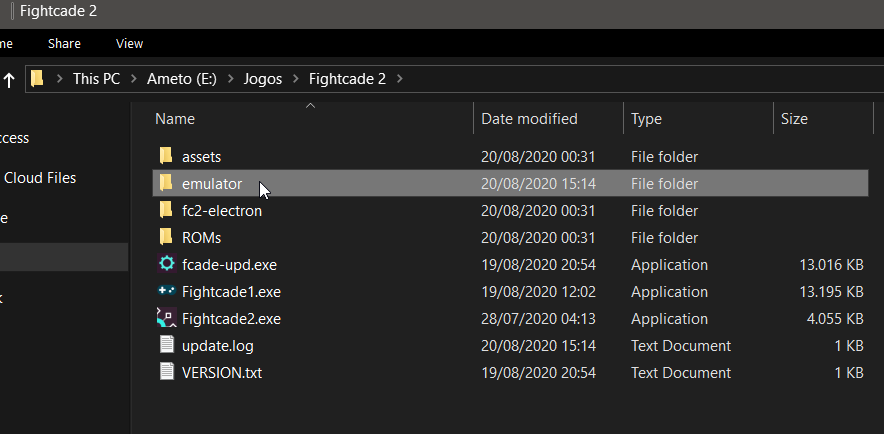 Fightcade 2
me Share View
This PC Ameto (E:) Jogos Fightcade 2
Name Date modified Type Size
ccess
Cloud Files
e
k
assets 20/08/2020 00:31 File folder
emulator 20/08/2020 15:14 File folder
fc2-electron 20/08/2020 00:31 File folder
ROMs 20/08/2020 00:31 File folder
fcade-upd.exe 19/08/2020 20:54 Application 13.016 KB
Fightcade1.exe 19/08/2020 12:02 Application 13.195 KB
Fightcade2.exe 28/07/2020 04:13 Application 4.055 KB
update.log 20/08/2020 15:14 Text Document 1 KB
VERSION.txt 19/08/2020 20:54 Text Document 1 KB